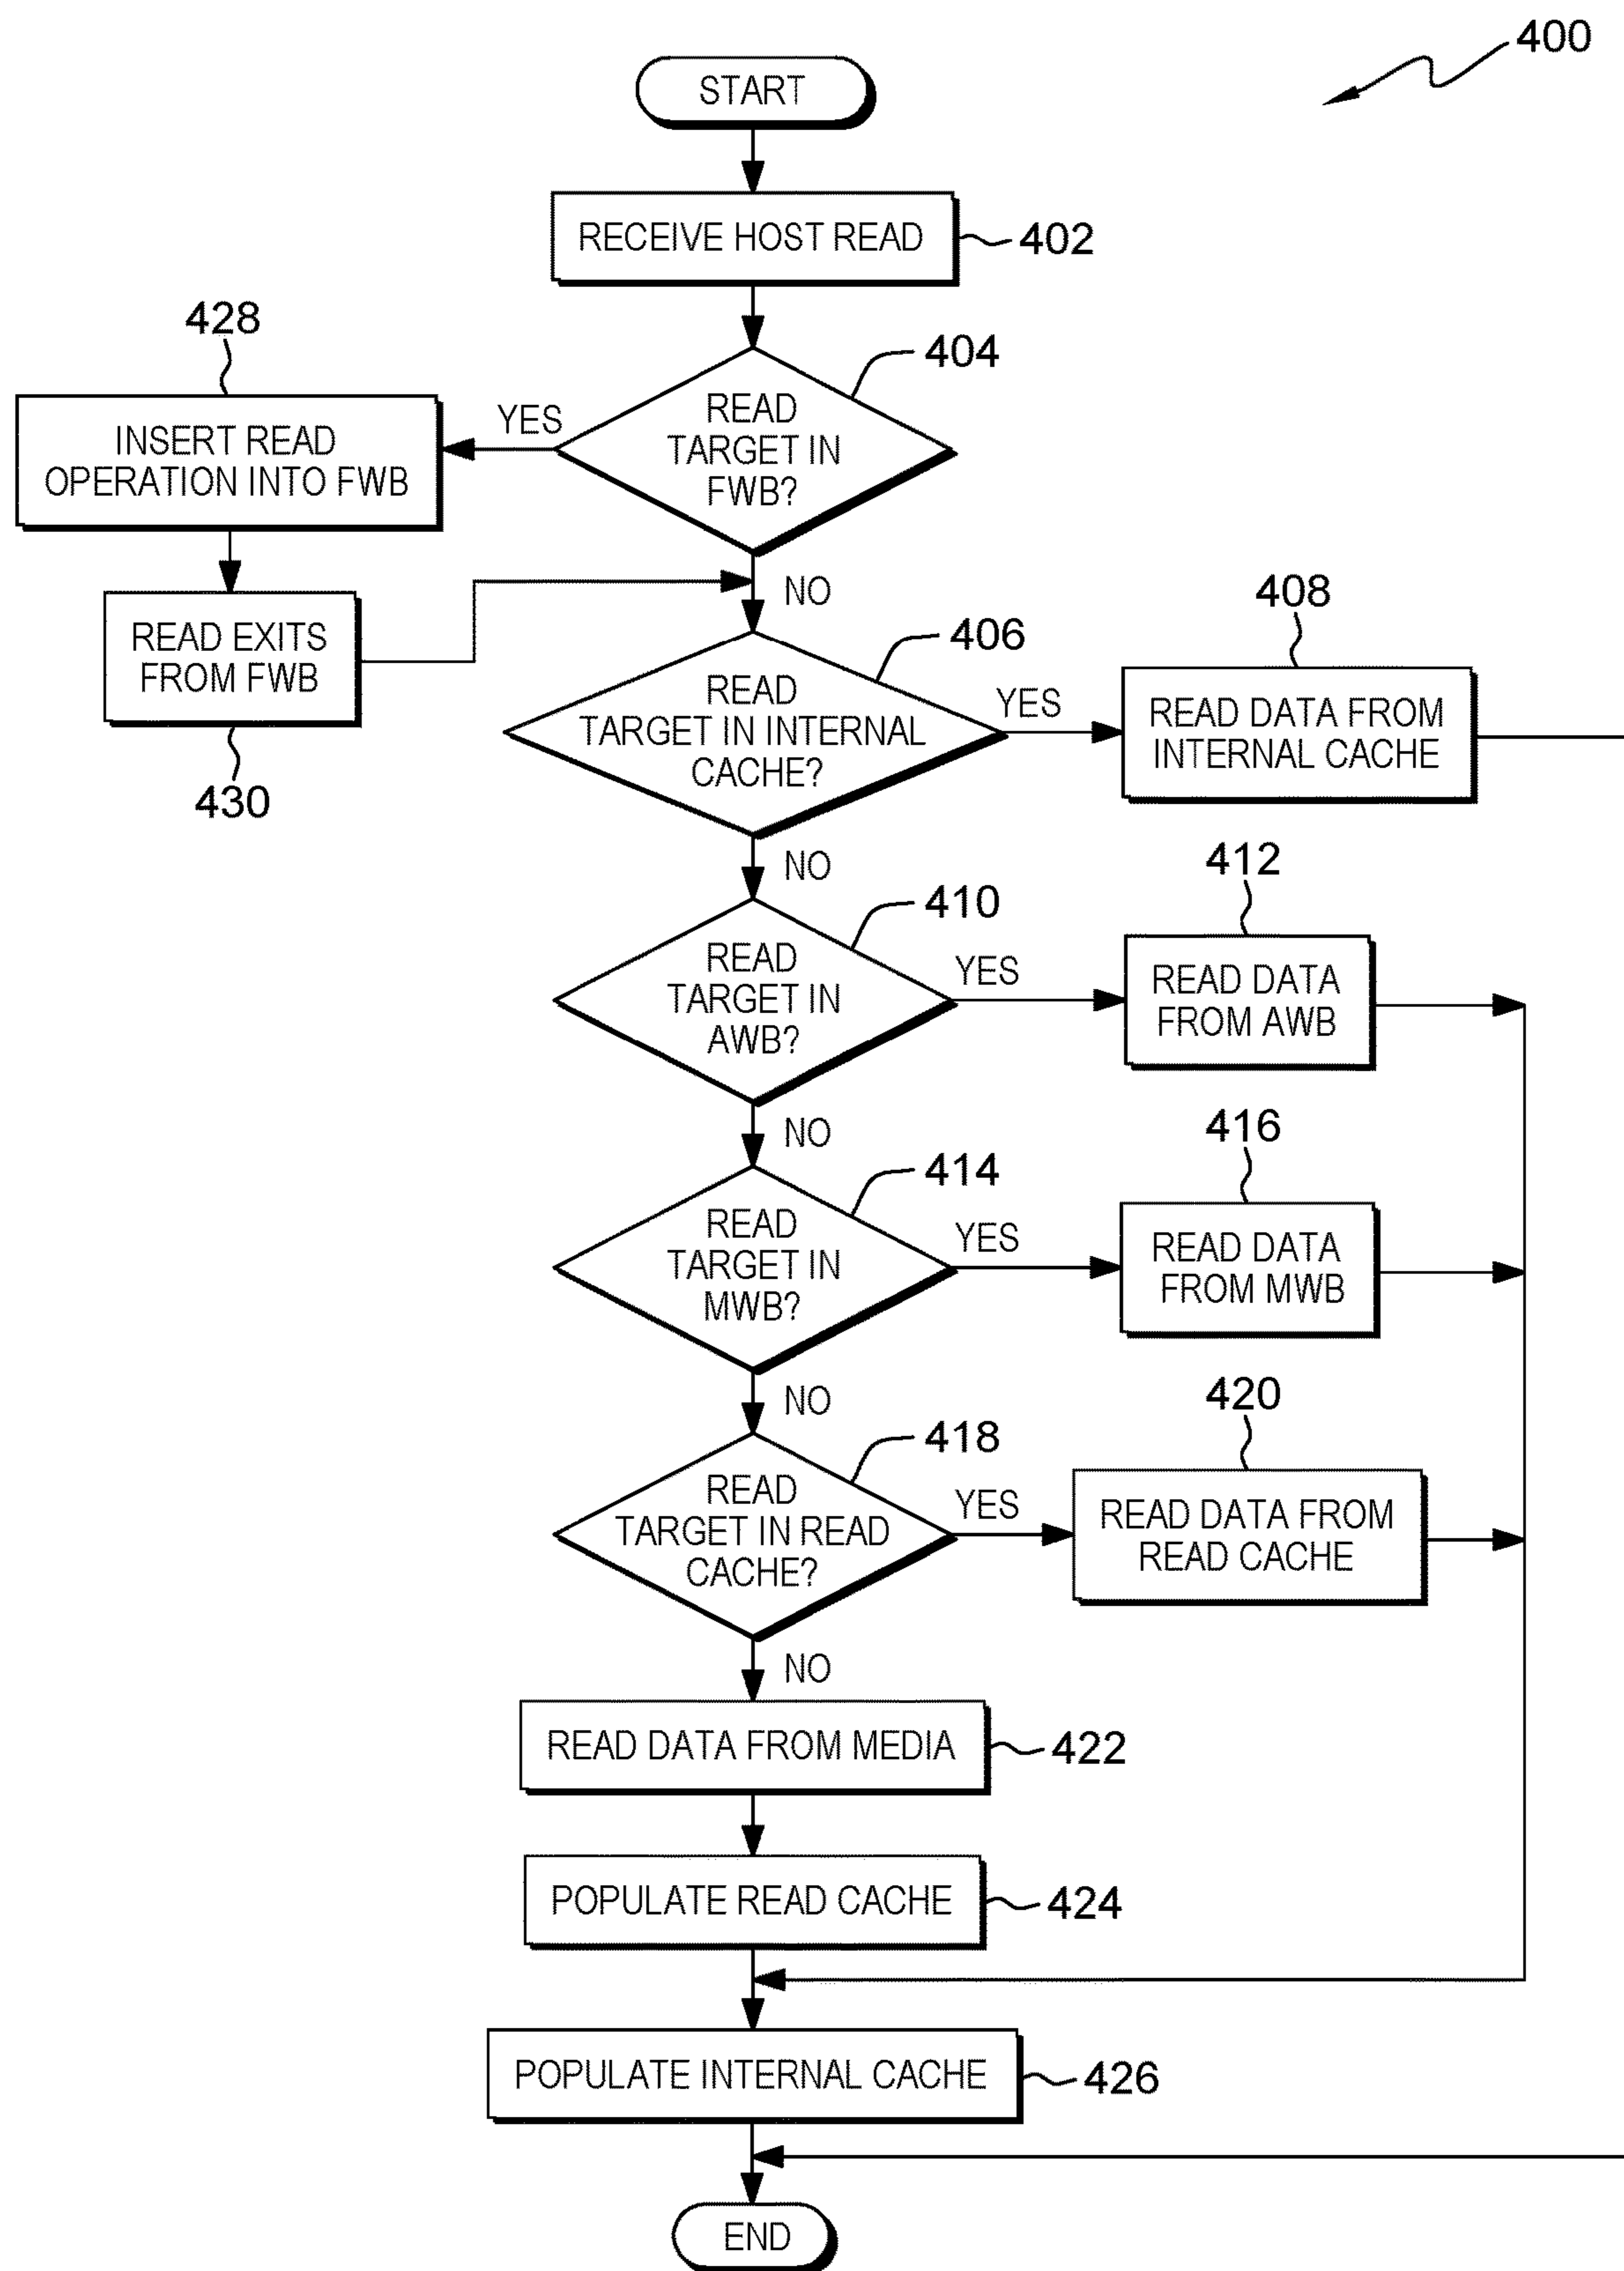 400
START
RECEIVE HOST READ
402
428
404
READ
TARGET IN
FWB?
YES
INSERT READ
OPERATION INTO FWB
NO
READ EXITS
FROM FWB
430
406
READ
TARGET IN INTERNAL
CACHE?
YES
408
READ DATA FROM
INTERNAL CACHE
NO
410
READ
TARGET IN
AWB?
YES
412
READ DATA
FROM AWB
NO
414
READ
TARGET IN
MWB?
YES
416
READ DATA
FROM MWB
NO
418
READ
TARGET IN READ
CACHE?
YES
420
READ DATA FROM
READ CACHE
NO
READ DATA FROM MEDIA
422
POPULATE READ CACHE
424
POPULATE INTERNAL CACHE
426
END